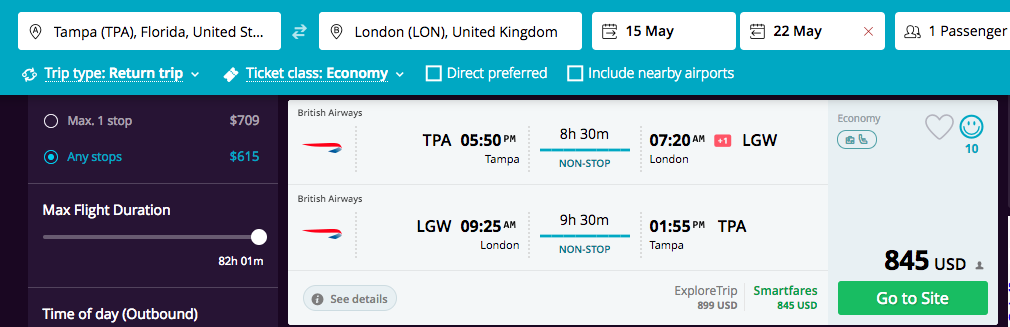 A Tampa (TPA), Florida, United St... B London (LON), United Kingdom 15 May 22 May × 1 Passenger
Trip type: Return trip Ticket class: Economy Direct preferred Include nearby airports
Max. 1 stop $709
Any stops $615
Max Flight Duration
82h 01m
Time of day (Outbound)
British Airways
TPA 05:50 PM 8h 30m 07:20 AM +1 LGW
Tampa NON-STOP London
British Airways
LGW 09:25 AM 9h 30m 01:55 PM TPA
London NON-STOP Tampa
See details ExploreTrip Smartfares
899 USD 845 USD
Economy
10
845 USD
Go to Site